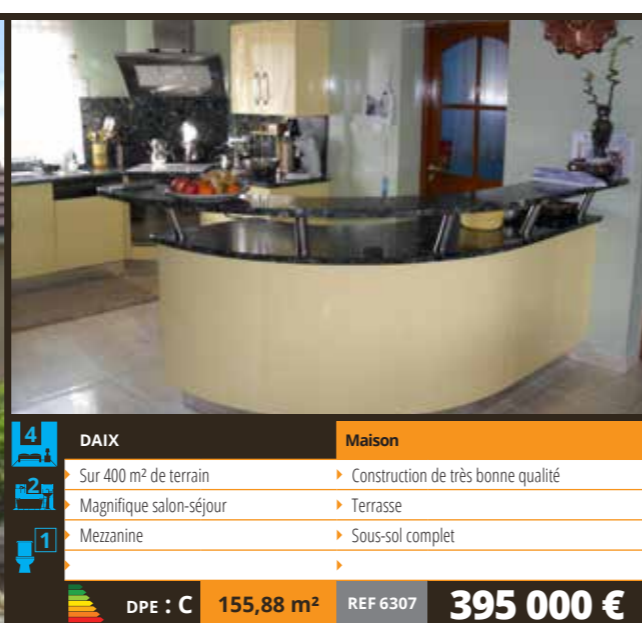 4
DAIX
Maison
2
Sur 400 m² de terrain
Construction de très bonne qualité
Magnifique salon-séjour
Terrasse
1
Mezzanine
Sous-sol complet
DPE : C
155,88 m²
REF 6307
395 000 €